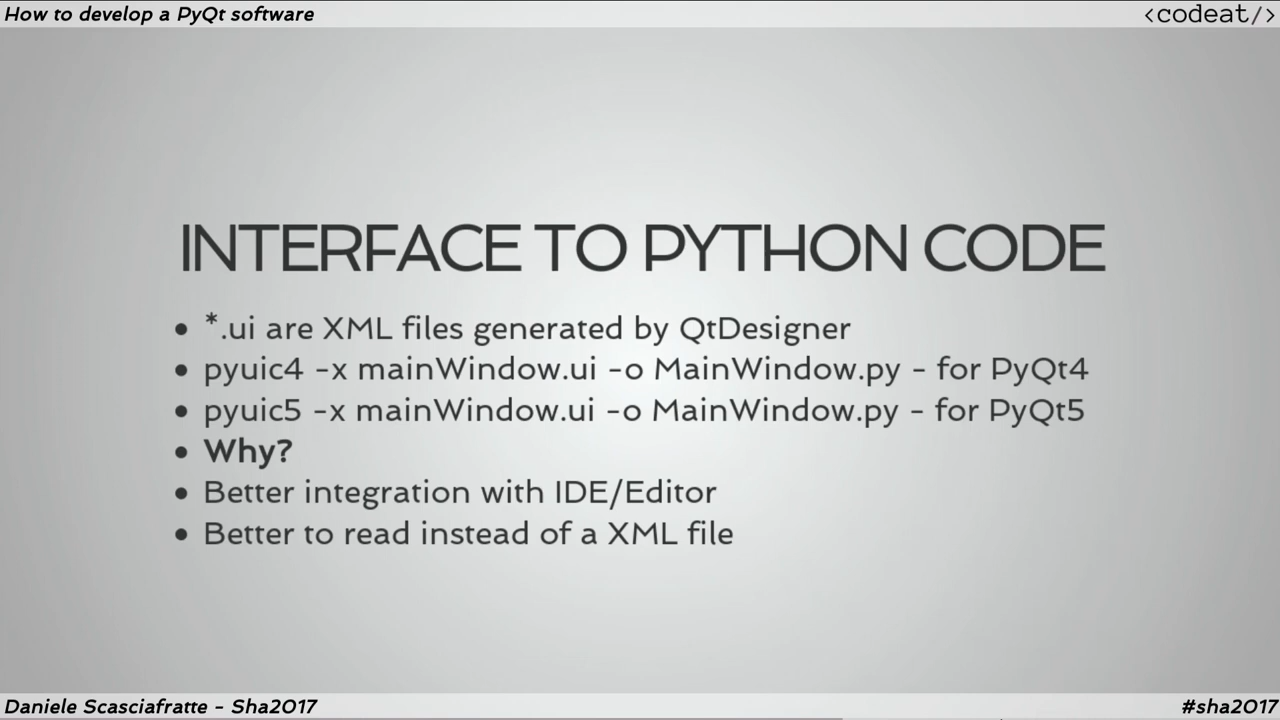 How to develop a PyQt software
<codeat/>
INTERFACE TO PYTHON CODE
• *.ui are XML files generated by QtDesigner
• pyuic4 -x mainWindow.ui -o MainWindow.py - for PyQt4
• pyuic5 -x mainWindow.ui -o MainWindow.py - for PyQt5
• Why?
• Better integration with IDE/Editor
• Better to read instead of a XML file
Daniele Scasciafratte - Sha2017
#sha2017